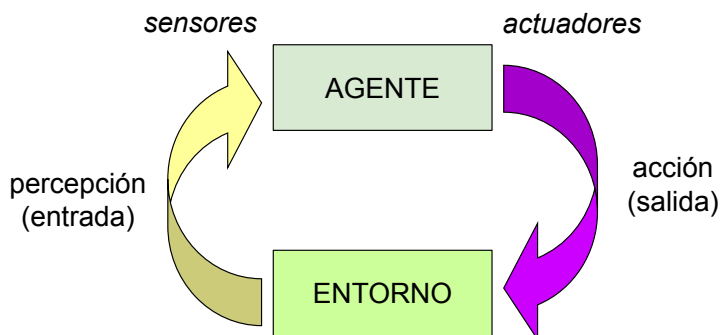 sensores
actuadores
AGENTE
percepción
(entrada)
acción
(salida)
ENTORNO